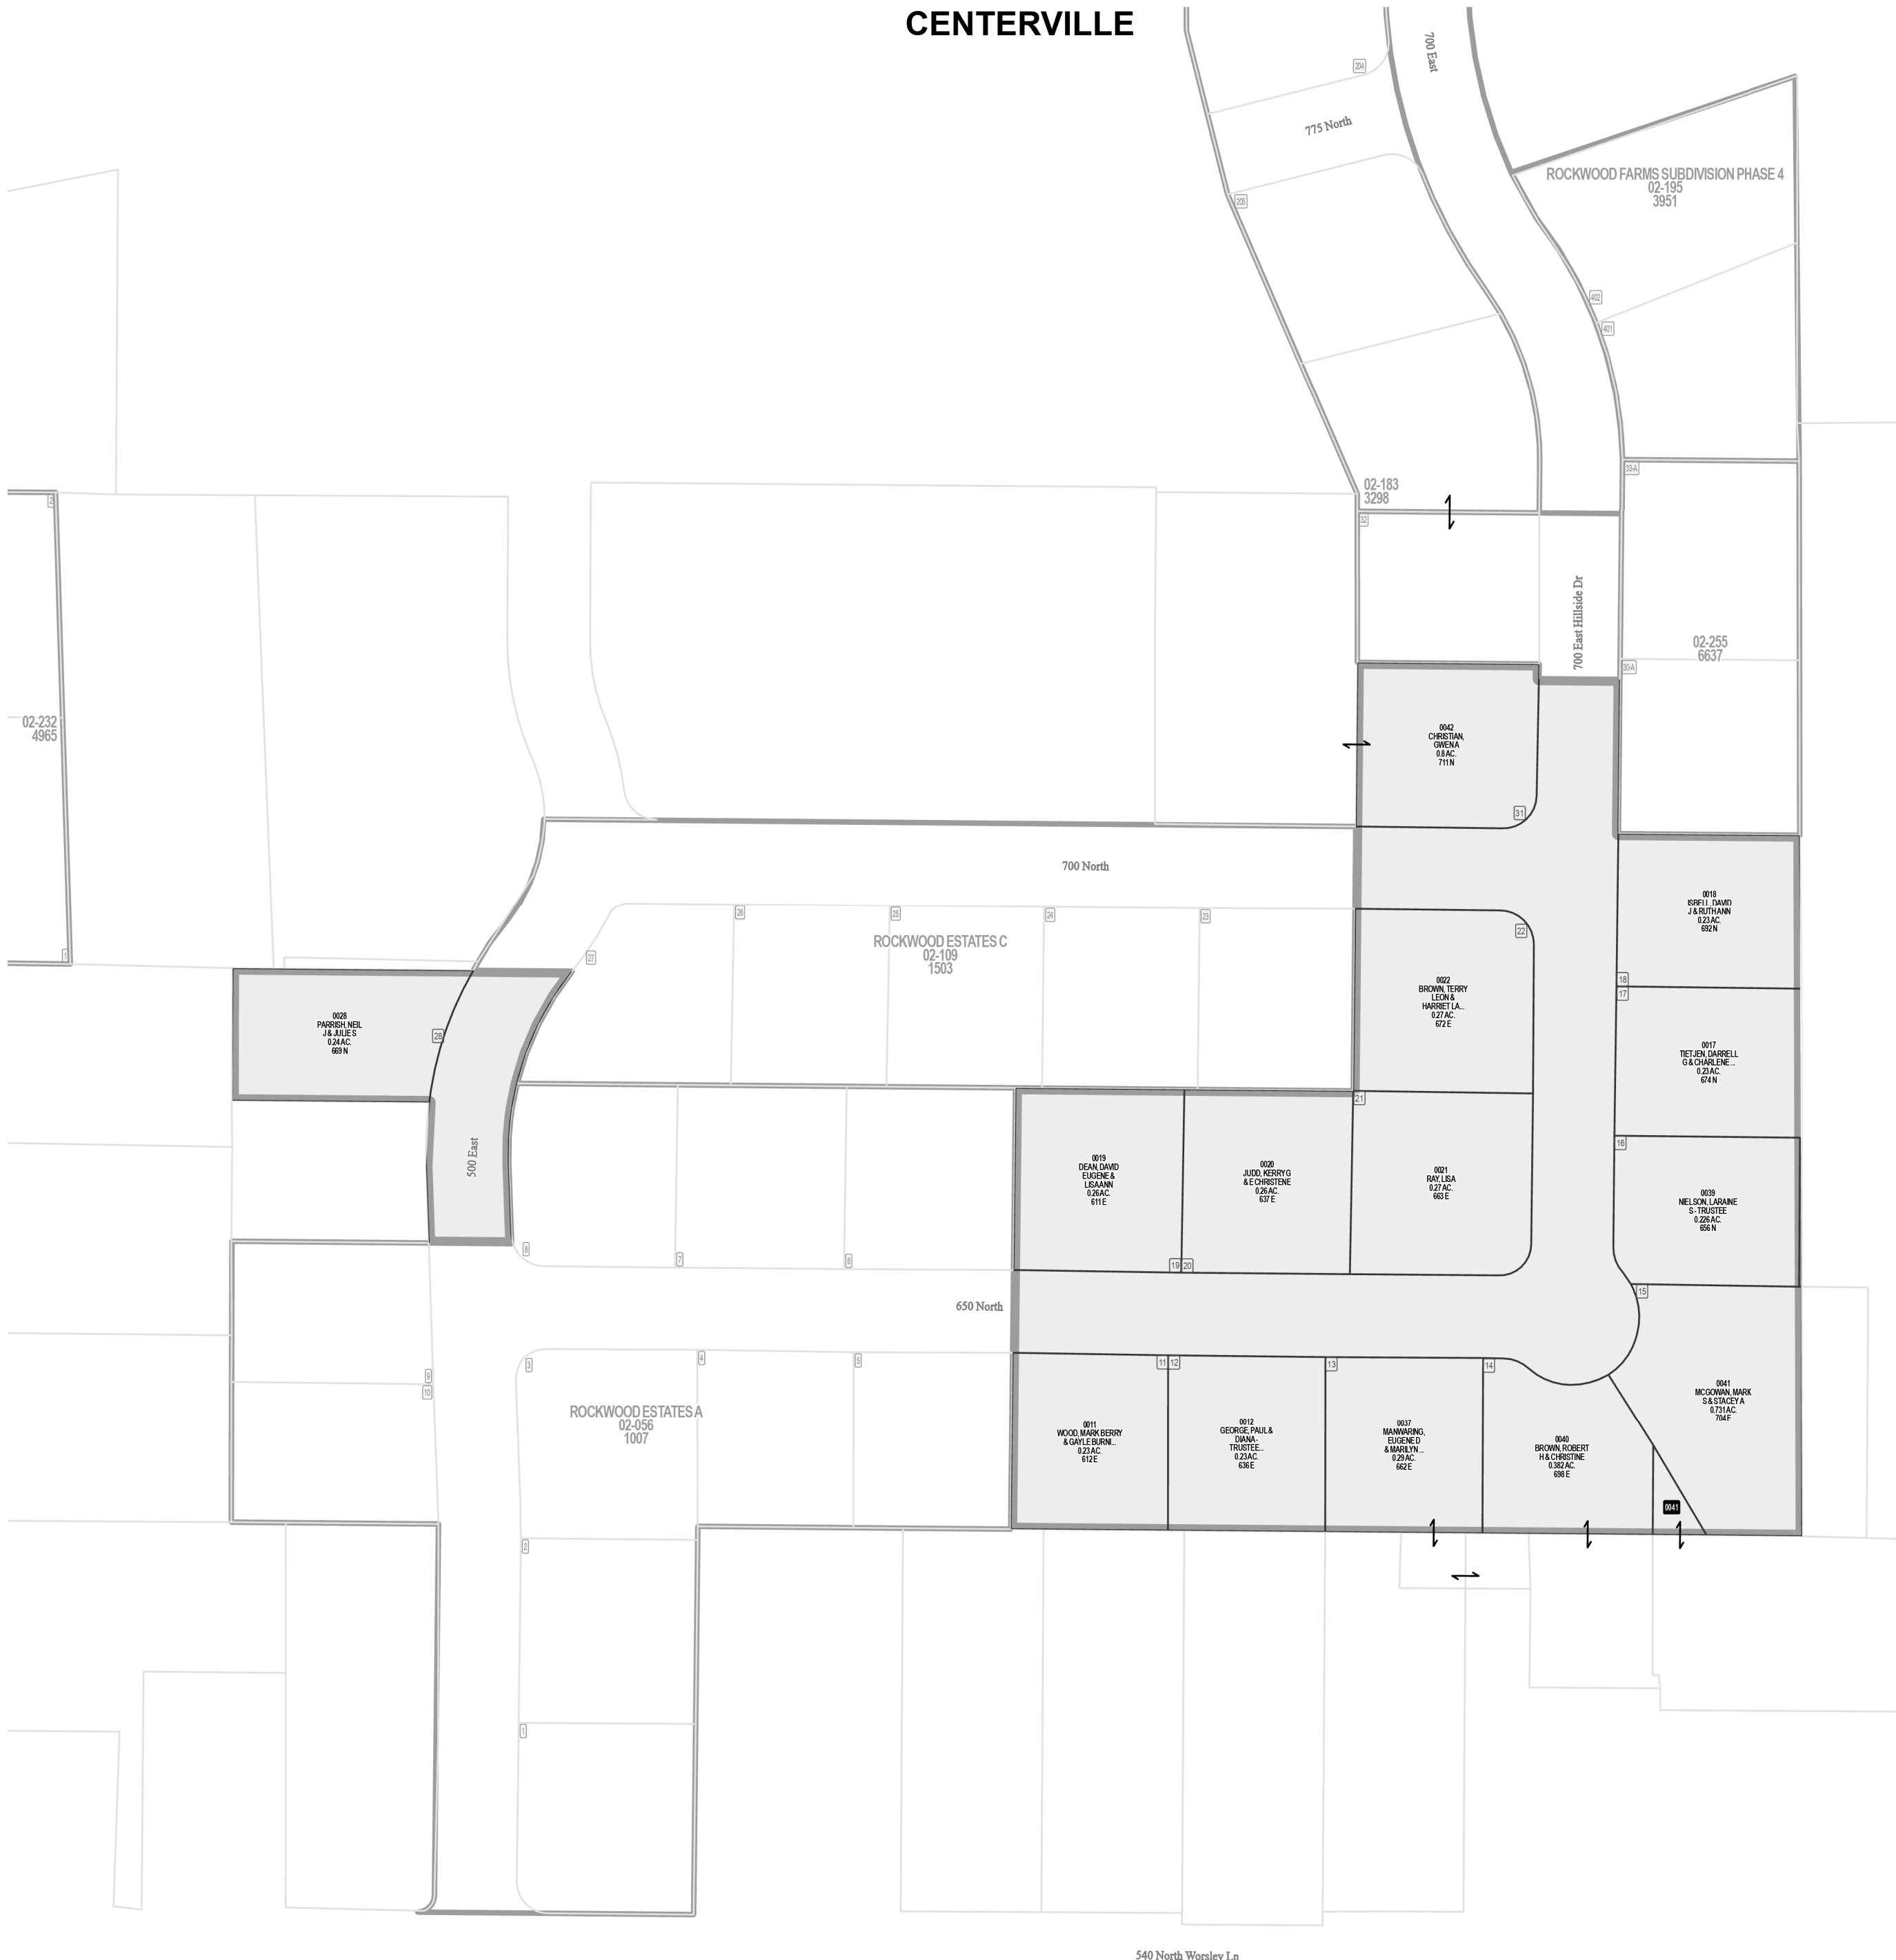 CENTERVILLE
700 East
204
775 North
205
ROCKWOOD FARMS SUBDIVISION PHASE 4
02-195
3951
402
401
02-183
3298
33-A
2
32
700 East Hillside Dr
02-255
6637
30-A
02-232
4965
0042
CHRISTIAN,
GWEN A
0.8 AC.
711 N
31
700 North
0018
ISBELL, DAVID
J & RUTH ANN
0.23 AC.
692 N
26
25
24
23
22
ROCKWOOD ESTATES C
02-109
1503
1
27
18
17
0022
BROWN, TERRY
LEON &
HARRIET LA...
0.27 AC.
672 E
0028
PARRISH, NEIL
J & JULIE S
0.24 AC.
669 N
28
0017
TIETJEN, DARRELL
G & CHARLENE ...
0.23 AC.
674 N
21
500 East
16
0019
DEAN, DAVID
EUGENE &
LISAANN
0.26 AC.
611 E
0020
JUDD, KERRY G
& E CHRISTENE
0.26 AC.
637 E
0021
RAY, LISA
0.27 AC.
663 E
0039
NIELSON, LARAINE
S - TRUSTEE
0.226 AC.
656 N
8
7
6
19
20
15
650 North
3
4
5
11
12
13
14
9
10
ROCKWOOD ESTATES A
02-056
1007
0011
WOOD, MARK BERRY
& GAYLE BURNI...
0.23 AC.
612 E
0012
GEORGE, PAUL &
DIANA -
TRUSTEE...
0.23 AC.
636 E
0037
MANWARING,
EUGENE D
& MARILYN ...
0.29 AC.
662 E
0040
BROWN, ROBERT
H & CHRISTINE
0.382 AC.
698 E
0041
MCGOWAN, MARK
S & STACEY A
0.731 AC.
704 E
0041
2
1
540 North Worsley Ln